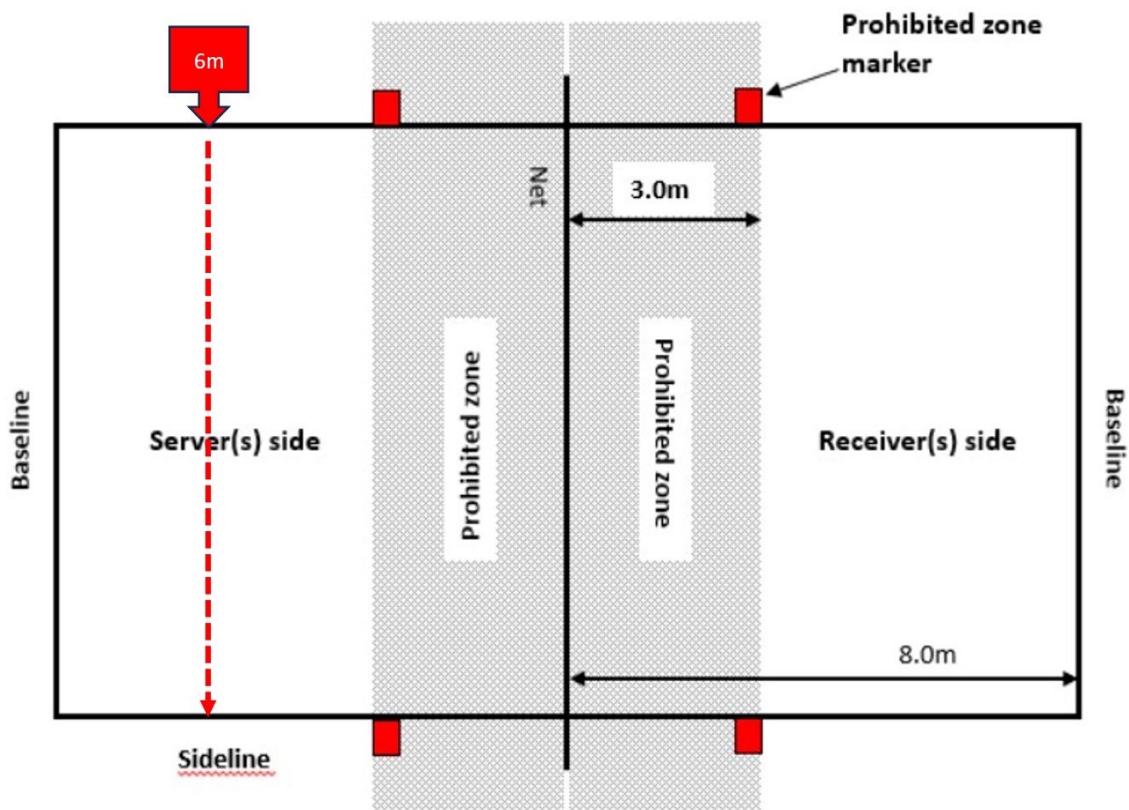 Prohibited zone
marker
6m
Net
3.0m
Prohibited zone
Prohibited zone
Baseline
Server(s) side
Receiver(s) side
Baseline
8.0m
Sideline